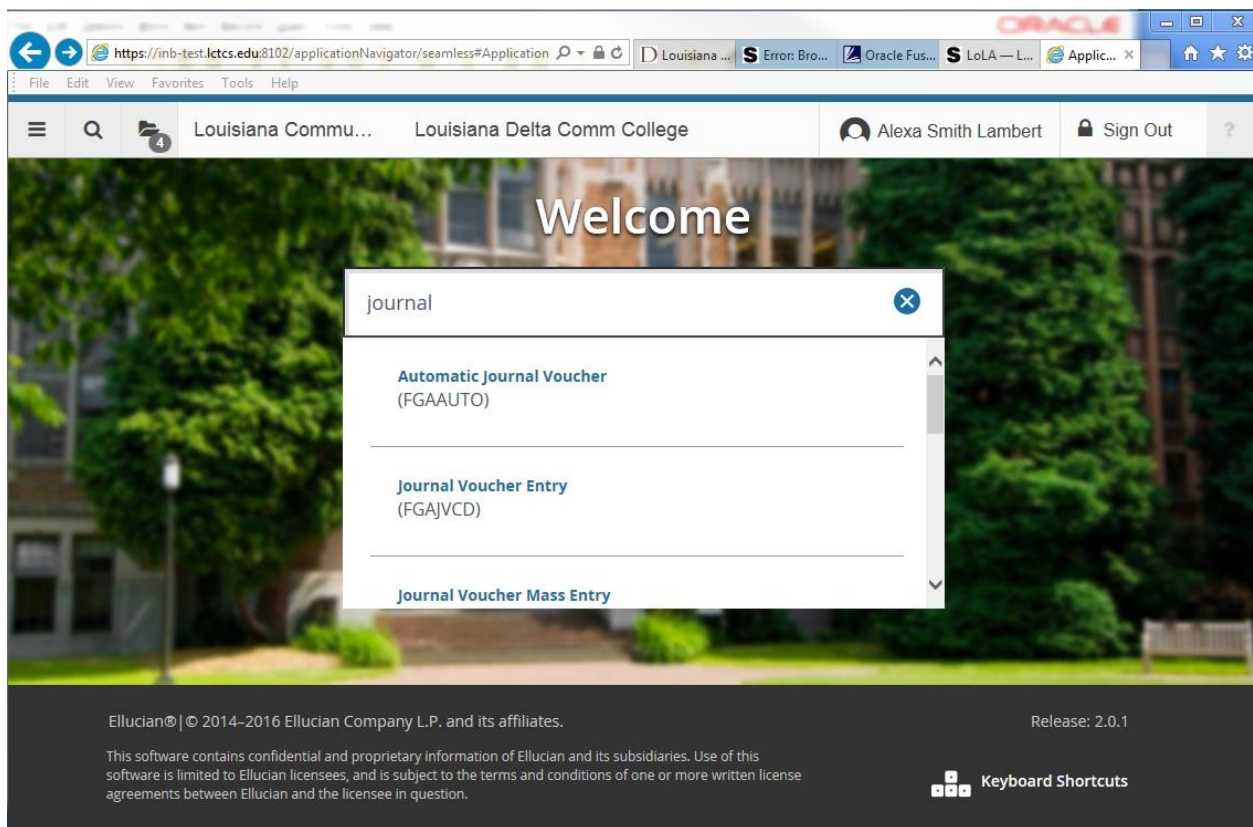 ORACLE
https://inb-test.lctcs.edu:8102/applicationNavigator/seamless#Application
D Louisiana ...
S Error: Bro...
Oracle Fus...
S LoLA — L...
Applic... ×
File Edit View Favorites Tools Help
4
Louisiana Commu...
Louisiana Delta Comm College
Alexa Smith Lambert
Sign Out
?
Welcome
journal
Automatic Journal Voucher
(FGAAUTO)
Journal Voucher Entry
(FGAJVCD)
Journal Voucher Mass Entry
Ellucian®|© 2014–2016 Ellucian Company L.P. and its affiliates.
Release: 2.0.1
This software contains confidential and proprietary information of Ellucian and its subsidiaries. Use of this
software is limited to Ellucian licensees, and is subject to the terms and conditions of one or more written license
agreements between Ellucian and the licensee in question.
Keyboard Shortcuts